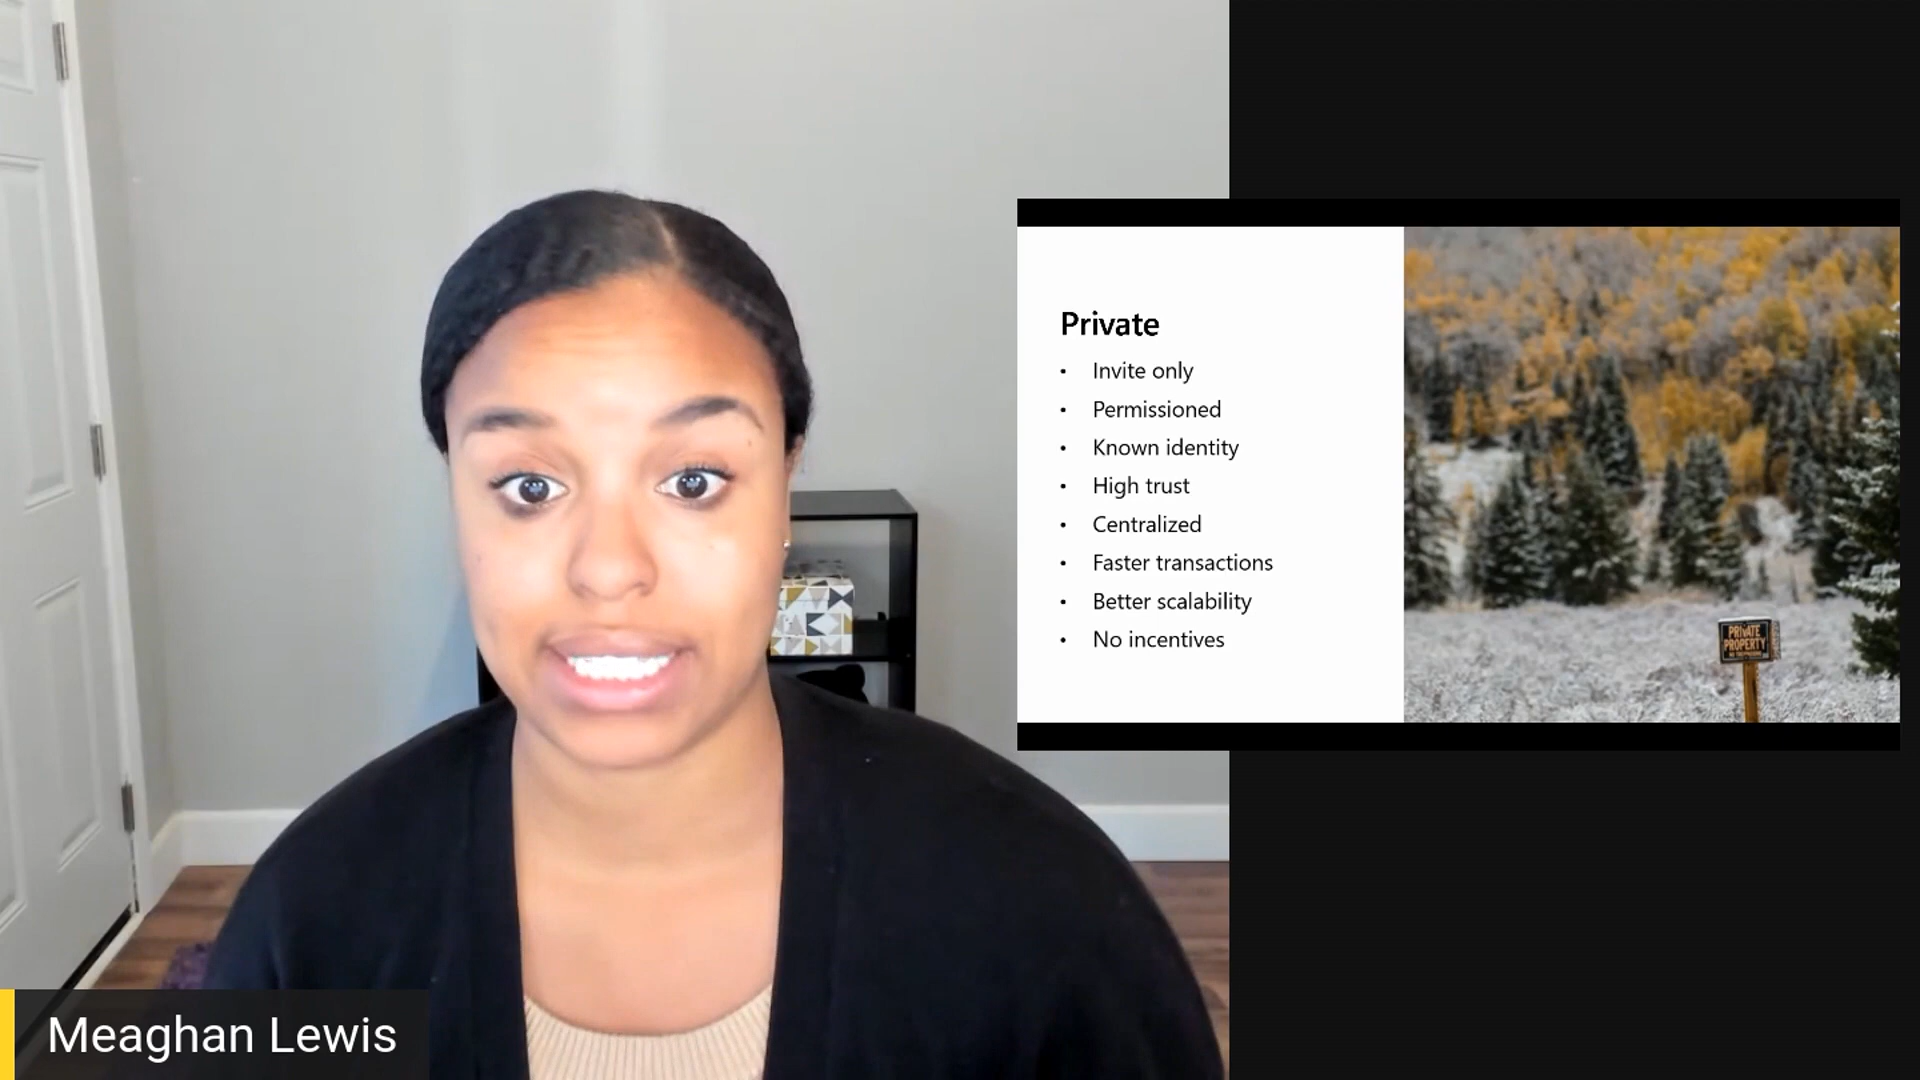 Private
• Invite only
• Permissioned
• Known identity
• High trust
• Centralized
• Faster transactions
• Better scalability
• No incentives
PRIVATE
PROPERTY
Meaghan Lewis